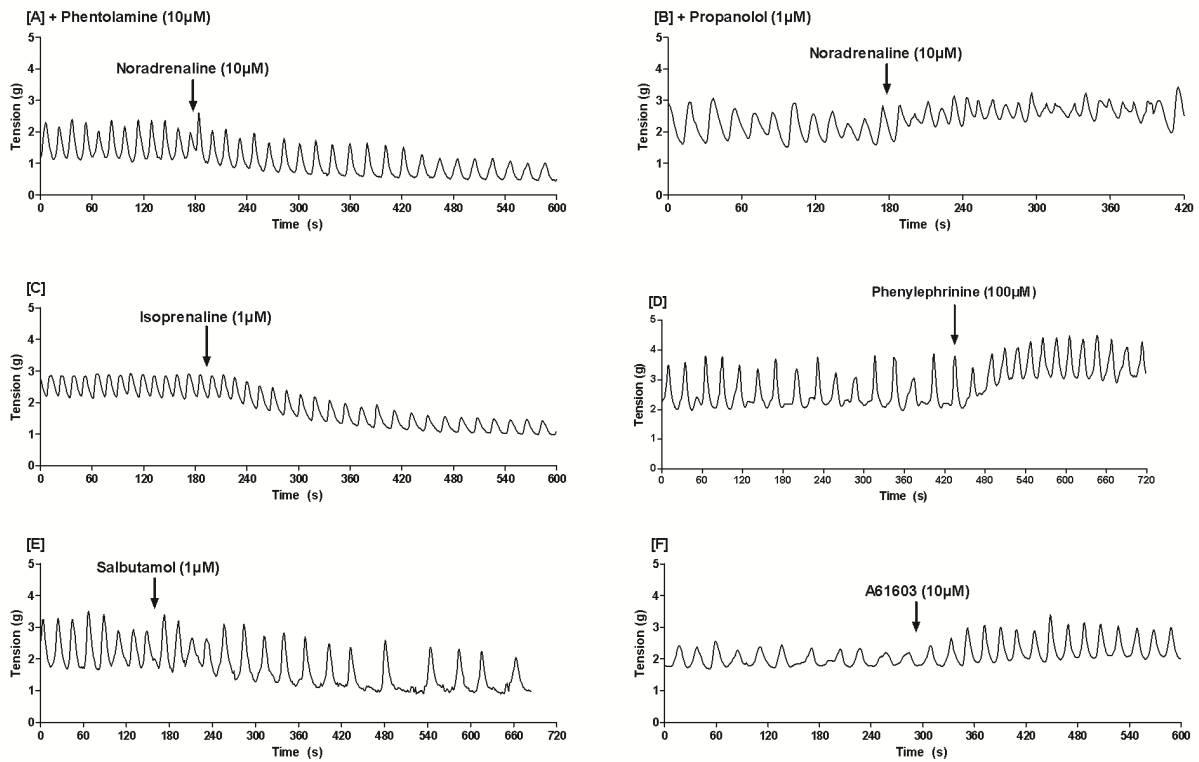 [A] + Phentolamine (10µM)
5
4
3
2
1
0
Tension (g)
Noradrenaline (10µM)
0 60 120 180 240 300 360 420 480 540 600
Time (s)
[B] + Propanolol (1µM)
5
4
3
2
1
0
Tension (g)
Noradrenaline (10µM)
0 60 120 180 240 300 360 420
Time (s)
[C]
5
4
3
2
1
0
Tension (g)
Isoprenaline (1µM)
0 60 120 180 240 300 360 420 480 540 600
Time (s)
[D]
5
4
3
2
1
0
Tension (g)
Phenylephrinine (100µM)
0 60 120 180 240 300 360 420 480 540 600 660 720
Time (s)
[E]
5
4
3
2
1
0
Tension (g)
Salbutamol (1µM)
0 60 120 180 240 300 360 420 480 540 600 660 720
Time (s)
[F]
5
4
3
2
1
0
Tension (g)
A61603 (10µM)
0 60 120 180 240 300 360 420 480 540 600
Time (s)